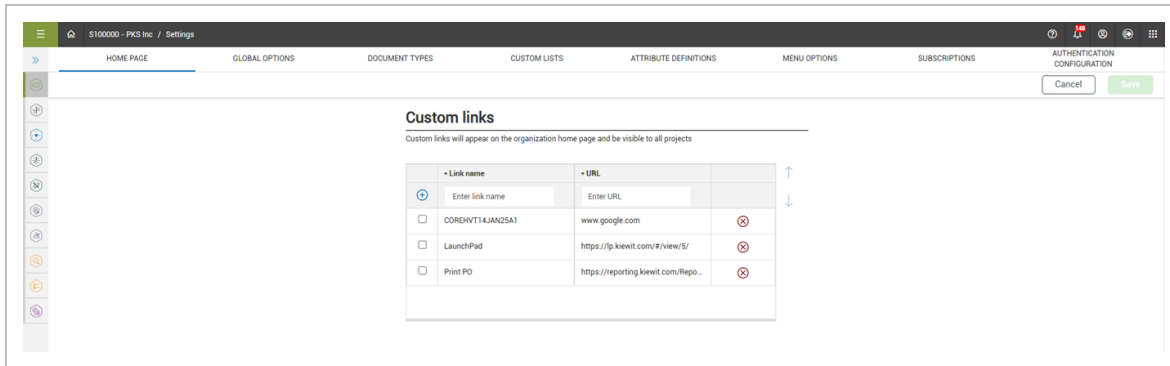 S100000 - PKS Inc / Settings
148
HOME PAGE
GLOBAL OPTIONS
DOCUMENT TYPES
CUSTOM LISTS
ATTRIBUTE DEFINITIONS
MENU OPTIONS
SUBSCRIPTIONS
AUTHENTICATION
CONFIGURATION
Cancel
Save
Custom links
Custom links will appear on the organization home page and be visible to all projects
• Link name
• URL
Enter link name
Enter URL
COREHVT14JAN25A1
www.google.com
LaunchPad
https://lp.kiewit.com/#/view/5/
Print PO
https://reporting.kiewit.com/Repo...